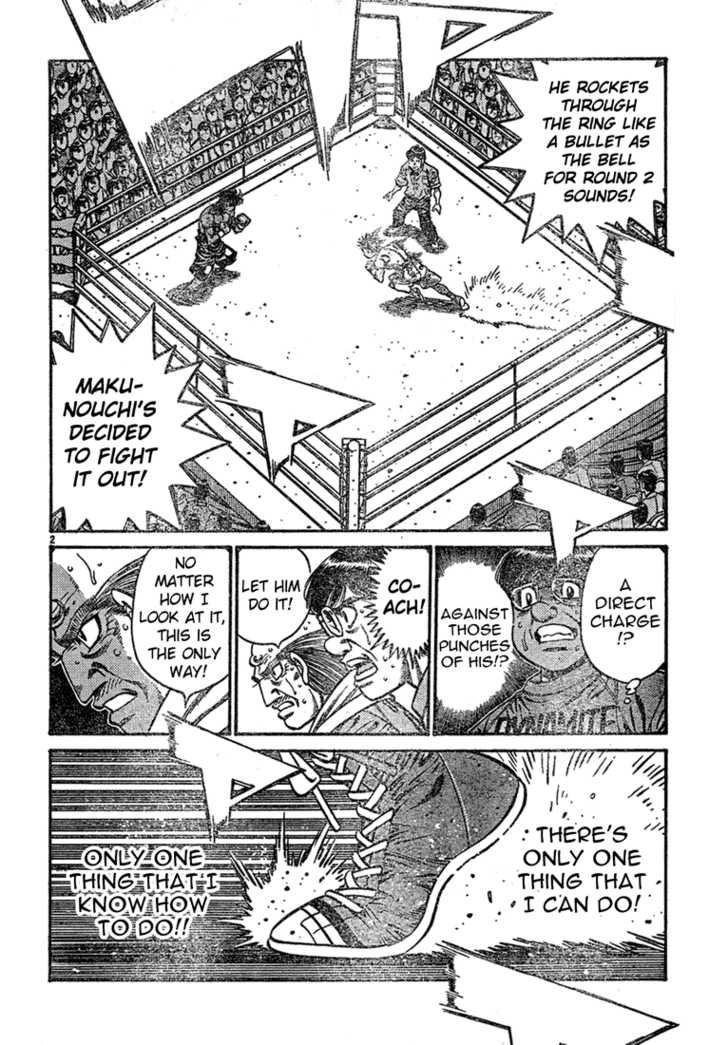 HE ROCKETS
THROUGH
THE RING LIKE
A BULLET AS
THE BELL
FOR ROUND 2
SOUNDS!
MAKU-
NOUCHI'S
DECIDED
TO FIGHT
IT OUT!
2
A
DIRECT
CHARGE
!?
AGAINST
THOSE
PUNCHES
OF HIS!?
DYNAMITE
CO-
ACH!
LET HIM
DO IT!
NO
MATTER
HOW I
LOOK AT IT,
THIS IS
THE ONLY
WAY!
THERE'S
ONLY ONE
THING THAT
I CAN DO!
ONLY ONE
THING THAT I
KNOW HOW
TO DO!!